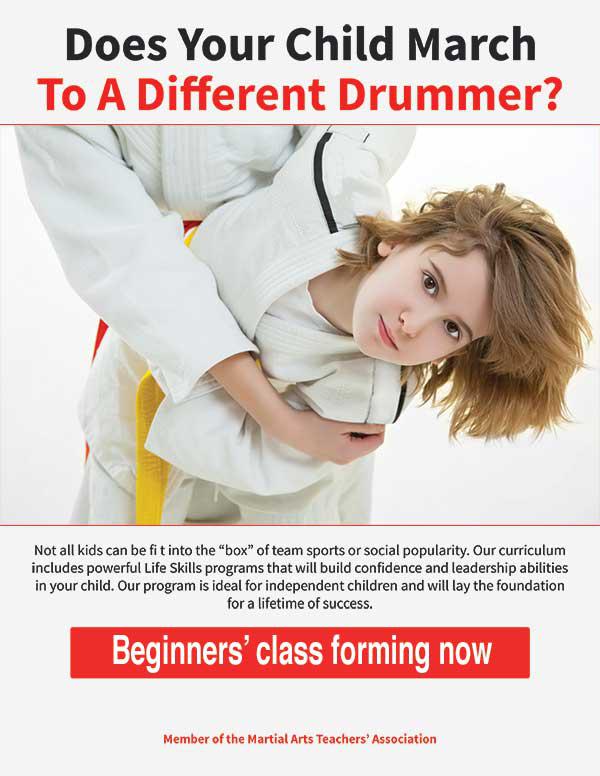 Does Your Child March
To A Different Drummer?
Not all kids can be fi t into the “box” of team sports or social popularity. Our curriculum
includes powerful Life Skills programs that will build confidence and leadership abilities
in your child. Our program is ideal for independent children and will lay the foundation
for a lifetime of success.
Beginners’ class forming now
Member of the Martial Arts Teachers’ Association